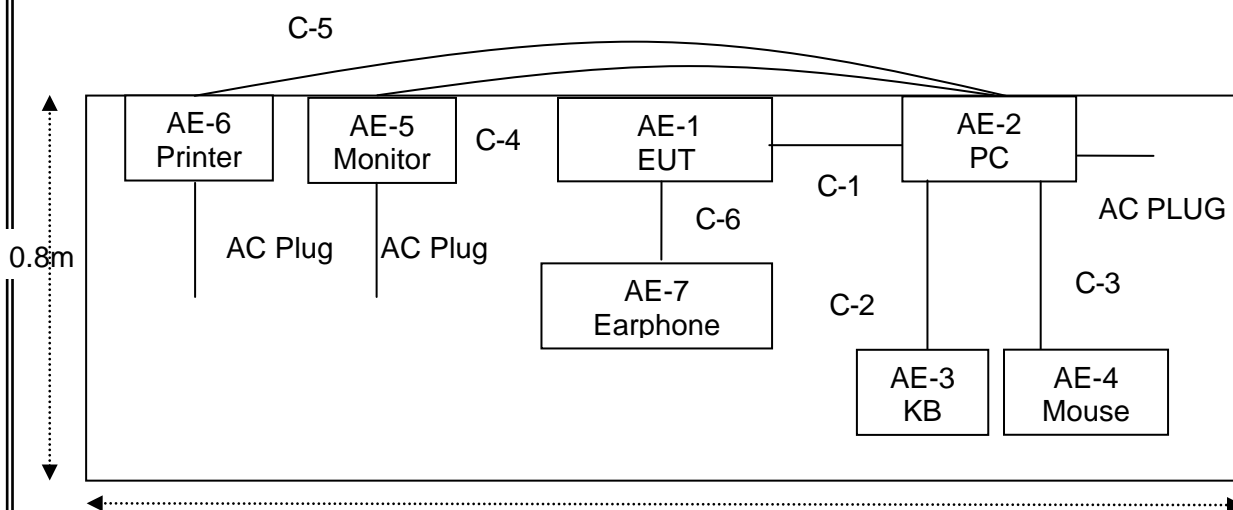 C-5
AE-6
Printer
AE-5
Monitor
C-4
AE-1
EUT
AE-2
PC
C-1
AC PLUG
C-6
AC Plug
AC Plug
0.8m
AE-7
Earphone
C-2
C-3
AE-3
KB
AE-4
Mouse